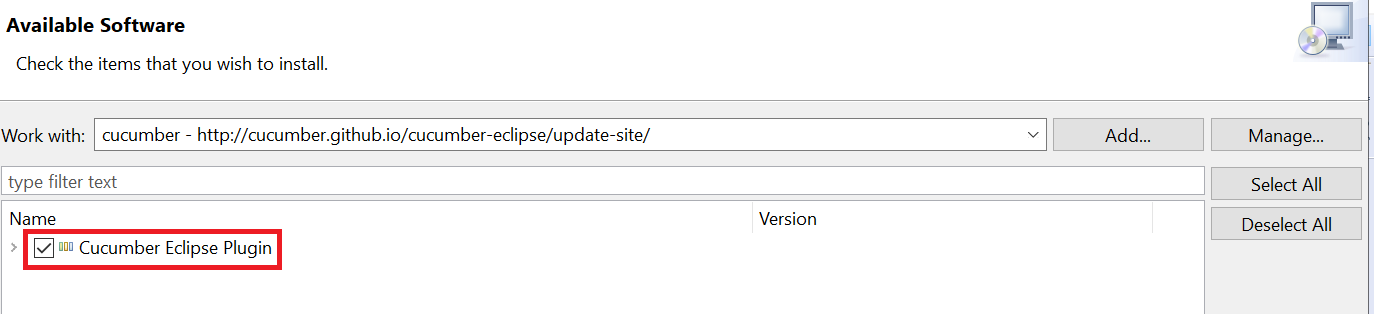 Available Software
Check the items that you wish to install.
Work with: cucumber - http://cucumber.github.io/cucumber-eclipse/update-site/ Add... Manage...
type filter text Select All
Name Version Deselect All
Cucumber Eclipse Plugin